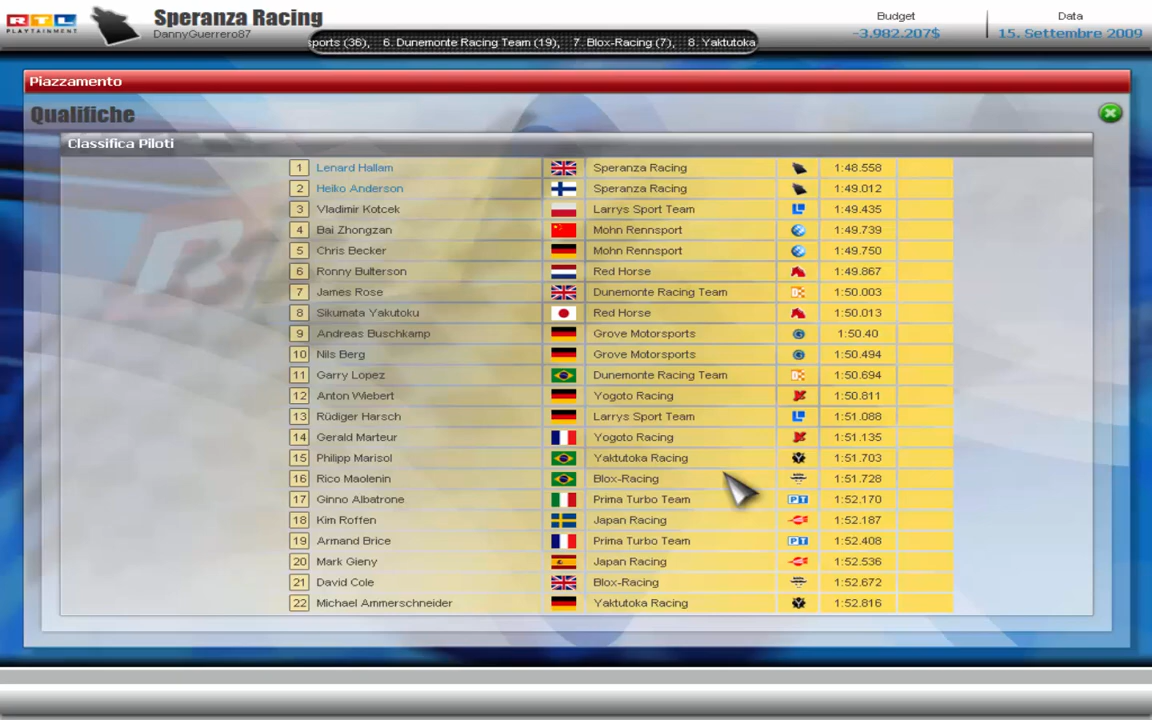 RTL
PLAYTAINMENT
Speranza Racing
DannyGuerrero87
ports (36), 6. Dunemonte Racing Team (19), 7. Blox-Racing (7), 8. Yaktutoka
Budget
-3.982.207$
Data
15. Settembre 2009
Piazzamento
Qualifiche
Classifica Piloti
1 Lenard Hallam Speranza Racing 1:48.558
2 Heiko Anderson Speranza Racing 1:49.012
3 Vladimir Kotcek Larrys Sport Team 1:49.435
4 Bai Zhongzan Mohn Rennsport 1:49.739
5 Chris Becker Mohn Rennsport 1:49.750
6 Ronny Bulterson Red Horse 1:49.867
7 James Rose Dunemonte Racing Team 1:50.003
8 Sikumata Yakutoku Red Horse 1:50.013
9 Andreas Buschkamp Grove Motorsports 1:50.40
10 Nils Berg Grove Motorsports 1:50.494
11 Garry Lopez Dunemonte Racing Team 1:50.694
12 Anton Wiebert Yogoto Racing 1:50.811
13 Rüdiger Harsch Larrys Sport Team 1:51.088
14 Gerald Marteur Yogoto Racing 1:51.135
15 Philipp Marisol Yaktutoka Racing 1:51.703
16 Rico Maolenin Blox-Racing 1:51.728
17 Ginno Albatrone Prima Turbo Team PT 1:52.170
18 Kim Roffen Japan Racing 1:52.187
19 Armand Brice Prima Turbo Team PT 1:52.408
20 Mark Gieny Japan Racing 1:52.536
21 David Cole Blox-Racing 1:52.672
22 Michael Ammerschneider Yaktutoka Racing 1:52.816